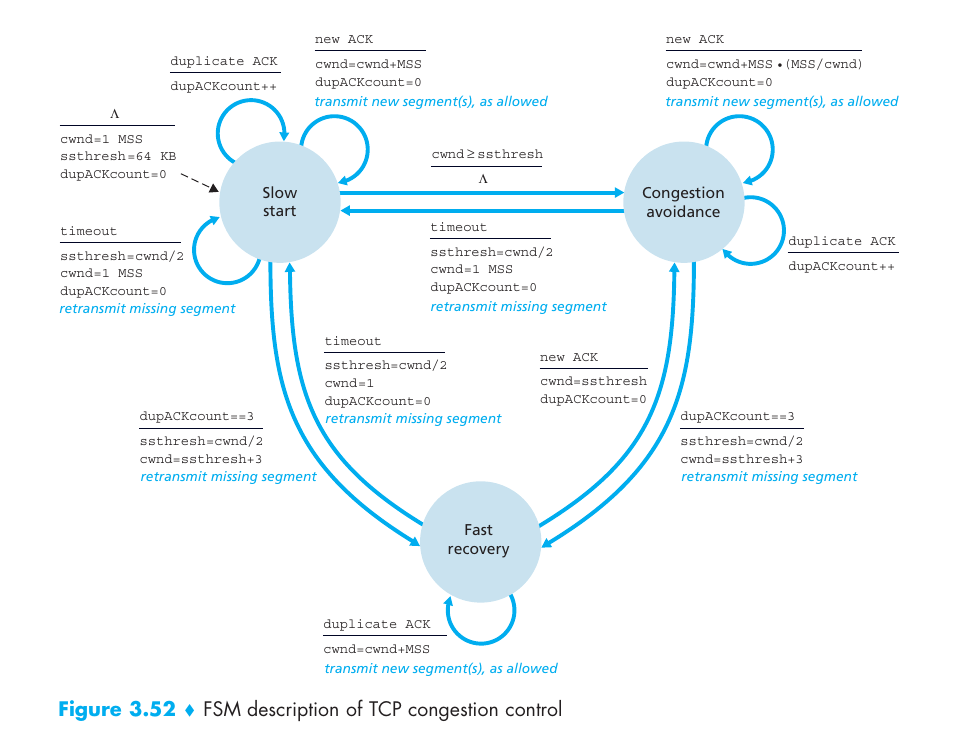 new ACK
cwnd=cwnd+MSS
dupACKcount=0
transmit new segment(s), as allowed
new ACK
cwnd=cwnd+MSS •(MSS/cwnd)
dupACKcount=0
transmit new segment(s), as allowed
duplicate ACK
dupACKcount++
Λ
cwnd=1 MSS
ssthresh=64 KB
dupACKcount=0
cwnd≥ssthresh
Λ
Slow
start
Congestion
avoidance
timeout
ssthresh=cwnd/2
cwnd=1 MSS
dupACKcount=0
retransmit missing segment
timeout
ssthresh=cwnd/2
cwnd=1 MSS
dupACKcount=0
retransmit missing segment
duplicate ACK
dupACKcount++
timeout
ssthresh=cwnd/2
cwnd=1
dupACKcount=0
retransmit missing segment
new ACK
cwnd=ssthresh
dupACKcount=0
dupACKcount==3
ssthresh=cwnd/2
cwnd=ssthresh+3
retransmit missing segment
dupACKcount==3
ssthresh=cwnd/2
cwnd=ssthresh+3
retransmit missing segment
Fast
recovery
duplicate ACK
cwnd=cwnd+MSS
transmit new segment(s), as allowed
Figure 3.52 ♦ FSM description of TCP congestion control